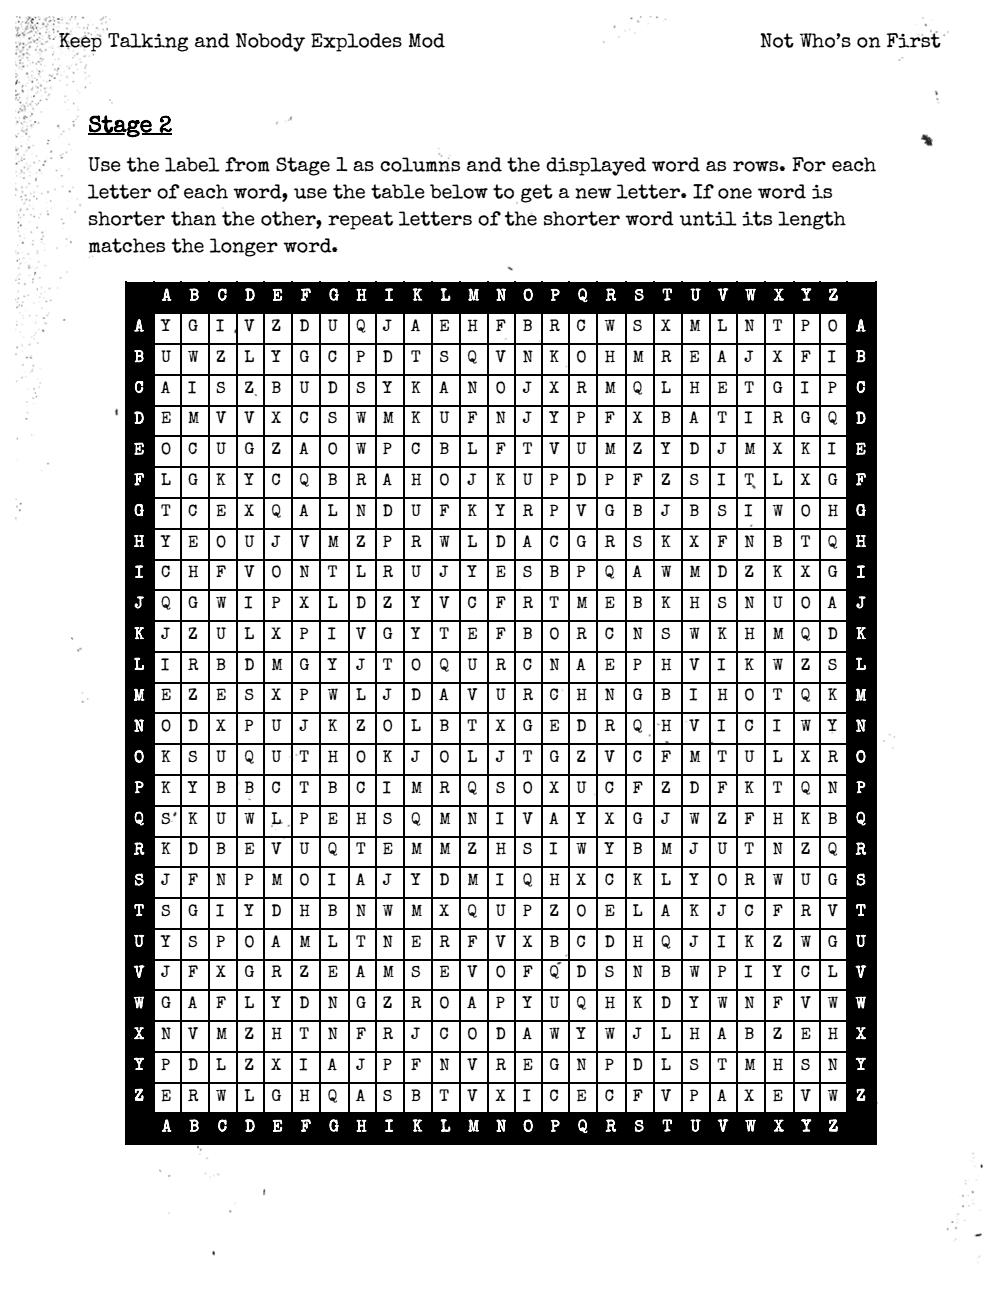 Keep Talking and Nobody Explodes Mod Not Who's on First
Stage 2
Use the label from Stage 1 as columns and the displayed word as rows. For each
letter of each word, use the table below to get a new letter. If one word is
shorter than the other, repeat letters of the shorter word until its length
matches the longer word.
A B C D E F G H I K L M N O P Q R S T U V W X Y Z
A Y G I V Z D U Q J A E H F B R C W S X M L N T P O A
B U W Z L Y G C P D T S Q V N K O H M R E A J X F I B
C A I S Z B U D S Y K A N O J X R M Q L H E T G I P C
D E M V V X C S W M K U F N J Y P F X B A T I R G Q D
E O C U G Z A O W P C B L F T V U M Z Y D J M X K I E
F L G K Y C Q B R A H O J K U P D P F Z S I T L X G F
G T C E X Q A L N D U F K Y R P V G B J B S I W O H G
H Y E O U J V M Z P R W L D A C G R S K X F N B T Q H
I C H F V O N T L R U J Y E S B P Q A W M D Z K X G I
J Q G W I P X L D Z Y V C F R T M E B K H S N U O A J
K J Z U L X P I V G Y T E F B O R C N S W K H M Q D K
L I R B D M G Y J T O Q U R C N A E P H V I K W Z S L
M E Z E S X P W L J D A V U R C H N G B I H O T Q K M
N O D X P U J K Z O L B T X G E D R Q H V I C I W Y N
O K S U Q U T H O K J O L J T G Z V C F M T U L X R O
P K Y B B C T B C I M R Q S O X U C F Z D F K T Q N P
Q S K U W L P E H S Q M N I V A Y X G J W Z F H K B Q
R K D B E V U Q T E M M Z H S I W Y B M J U T N Z Q R
S J F N P M O I A J Y D M I Q H X C K L Y O R W U G S
T S G I Y D H B N W M X Q U P Z O E L A K J C F R V T
U Y S P O A M L T N E R F V X B C D H Q J I K Z W G U
V J F X G R Z E A M S E V O F Q D S N B W P I Y C L V
W G A F L Y D N G Z R O A P Y U Q H K D Y W N F V W W
X N V M Z H T N F R J C O D A W Y W J L H A B Z E H X
Y P D L Z X I A J P F N V R E G N P D L S T M H S N Y
Z E R W L G H Q A S B T V X I C E C F V P A X E V W Z
A B C D E F G H I K L M N O P Q R S T U V W X Y Z